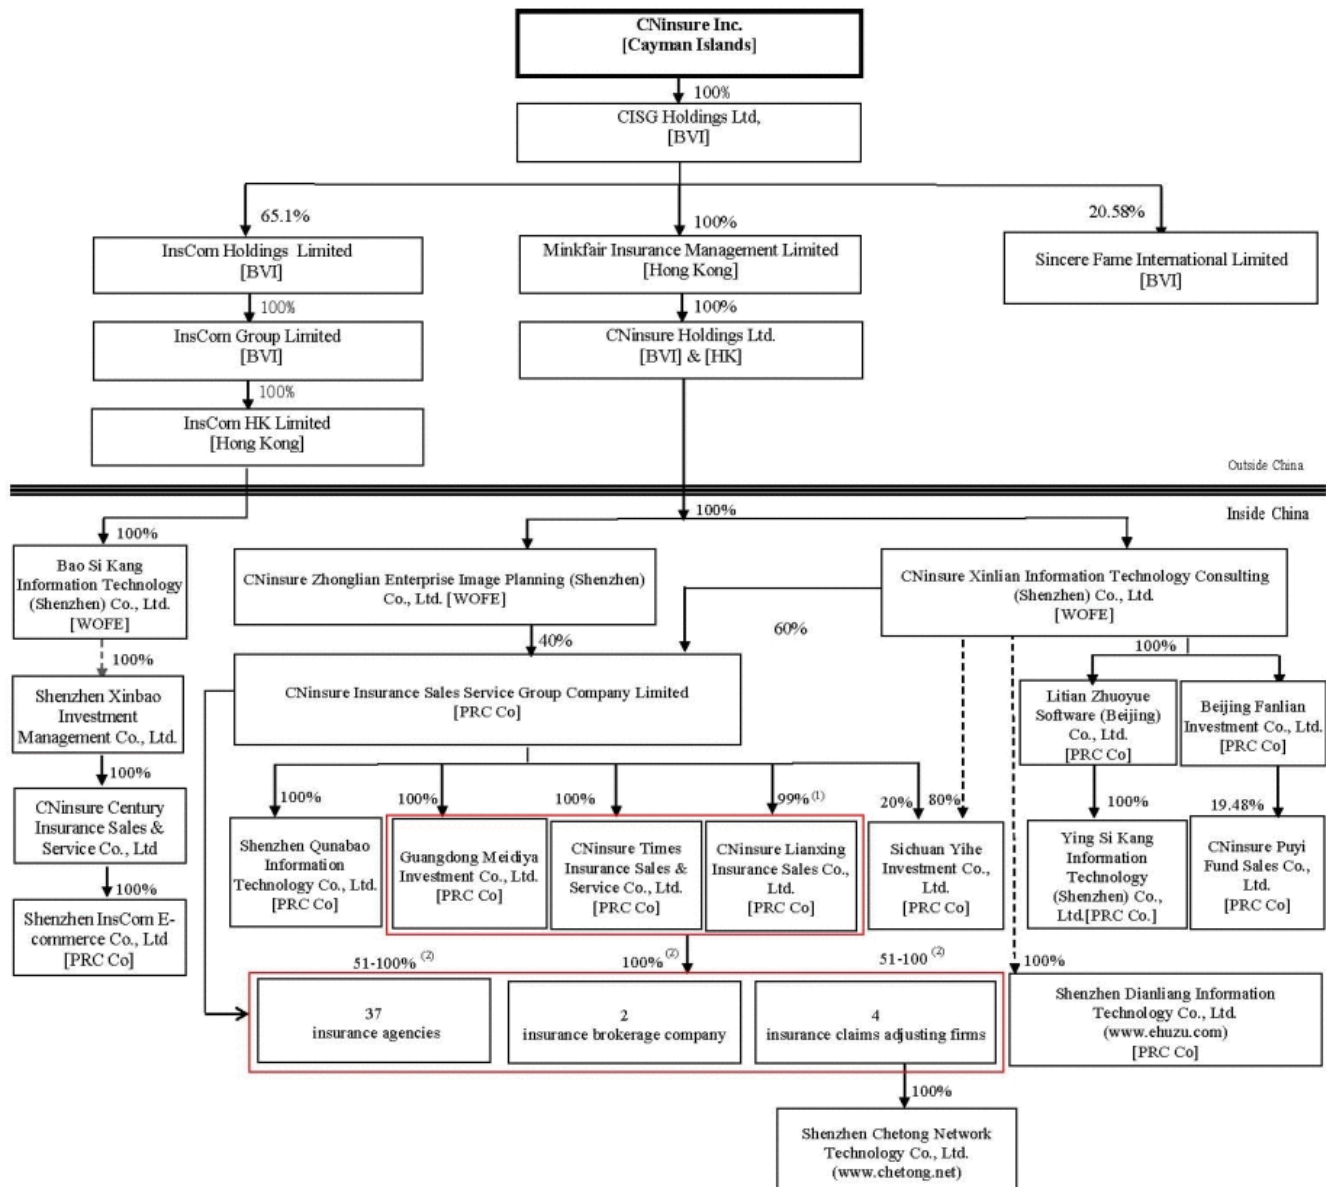 CNinsure Inc.
[Cayman Islands]
100%
CISG Holdings Ltd,
[BVI]
65.1%
100%
20.58%
InsCom Holdings Limited
[BVI]
Minkfair Insurance Management Limited
[Hong Kong]
Sincere Fame International Limited
[BVI]
100%
100%
InsCom Group Limited
[BVI]
CNinsure Holdings Ltd.
[BVI] & [HK]
100%
InsCom HK Limited
[Hong Kong]
Outside China
Inside China
100%
100%
Bao Si Kang
Information Technology
(Shenzhen) Co., Ltd.
[WOFE]
CNinsure Zhonglian Enterprise Image Planning (Shenzhen)
Co., Ltd. [WOFE]
CNinsure Xinlian Information Technology Consulting
(Shenzhen) Co., Ltd.
[WOFE]
100%
40%
60%
100%
Shenzhen Xinbao
Investment
Management Co., Ltd.
CNinsure Insurance Sales Service Group Company Limited
[PRC Co]
Litian Zhuoyue
Software (Beijing)
Co., Ltd.
[PRC Co]
Beijing Fanlian
Investment Co., Ltd.
[PRC Co]
100%
100%
100%
100%
99% (1)
20%
80%
100%
19.48%
CNinsure Century
Insurance Sales &
Service Co., Ltd
Shenzhen Qunabao
Information
Technology Co., Ltd.
[PRC Co]
Guangdong Meidiya
Investment Co., Ltd.
[PRC Co]
CNinsure Times
Insurance Sales &
Service Co., Ltd.
[PRC Co]
CNinsure Lianxing
Insurance Sales Co.,
Ltd.
[PRC Co]
Sichuan Yihe
Investment Co.,
Ltd.
[PRC Co]
Ying Si Kang
Information
Technology
(Shenzhen) Co.,
Ltd.[PRC Co.]
CNinsure Puyi
Fund Sales Co.,
Ltd.
[PRC Co]
100%
Shenzhen InsCom E-
commerce Co., Ltd
[PRC Co]
51-100% (2)
100% (2)
51-100 (2)
100%
37
insurance agencies
2
insurance brokerage company
4
insurance claims adjusting firms
Shenzhen Dianliang Information
Technology Co., Ltd.
(www.ehuzu.com)
[PRC Co]
100%
Shenzhen Chetong Network
Technology Co., Ltd.
(www.chetong.net)